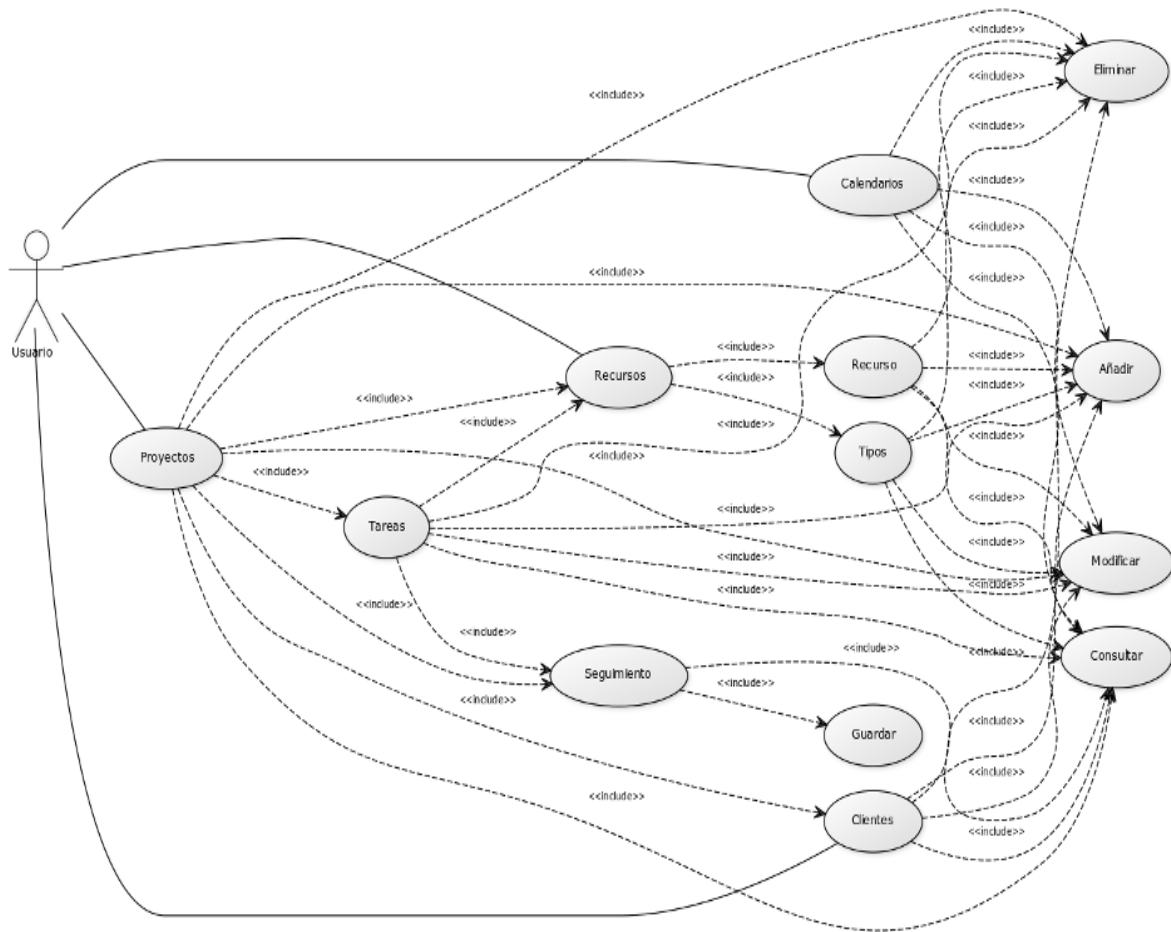 <<include>>
Eliminar
<<include>>
<<include>>
<<include>>
<<include>>
<<include>>
Calendarios
<<include>>
<<include>>
<<include>>
<<include>>
Usuario
<<include>>
<<include>>
<<include>>
Recursos
Recurso
Añadir
<<include>>
<<include>>
<<include>>
<<include>>
<<include>>
Proyectos
Tipos
<<include>>
<<include>>
<<include>>
Tareas
<<include>>
<<include>>
Modificar
<<include>>
<<include>>
<<include>>
<<include>>
<<include>>
Consultar
Seguimiento
<<include>>
<<include>>
<<include>>
Guardar
<<include>>
<<include>>
Clientes
<<include>>